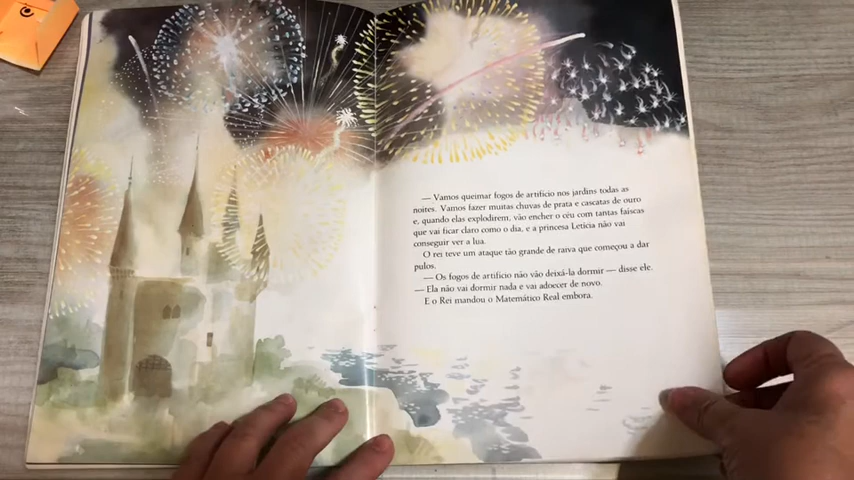 — Vamos queimar fogos de artifício nos jardins todas as
noites. Vamos fazer muitas chuvas de prata e cascatas de ouro
e, quando elas explodirem, vão encher o céu com tantas faíscas
que vai ficar claro como o dia, e a princesa Letícia não vai
conseguir ver a lua.
O rei teve um ataque tão grande de raiva que começou a dar
pulos.
— Os fogos de artifício não vão deixá-la dormir — disse ele.
— Ela não vai dormir nada e vai adoecer de novo.
E o Rei mandou o Matemático Real embora.